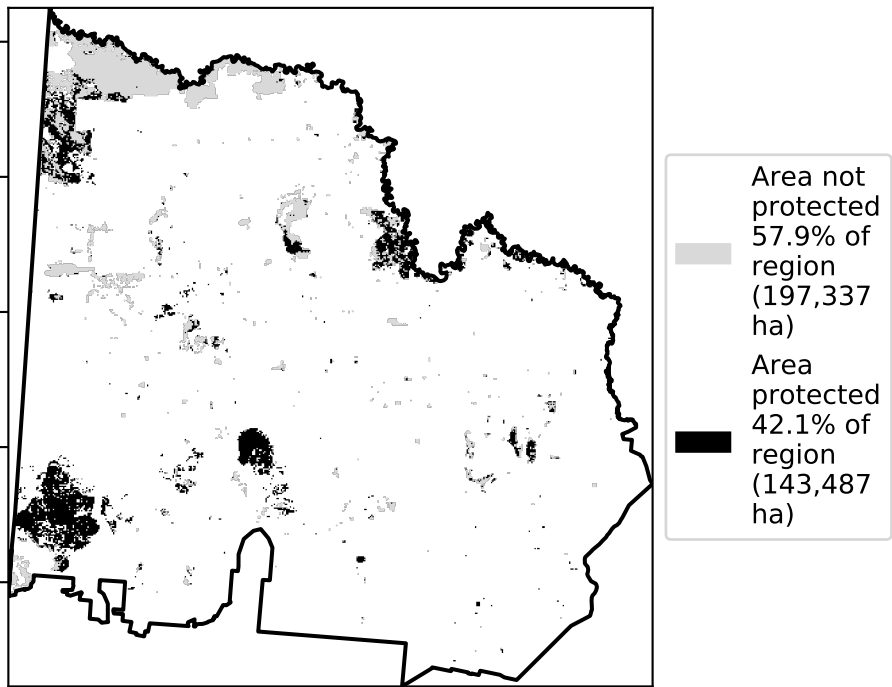 Area not
protected
57.9% of
region
(197,337
ha)
Area
protected
42.1% of
region
(143,487
ha)